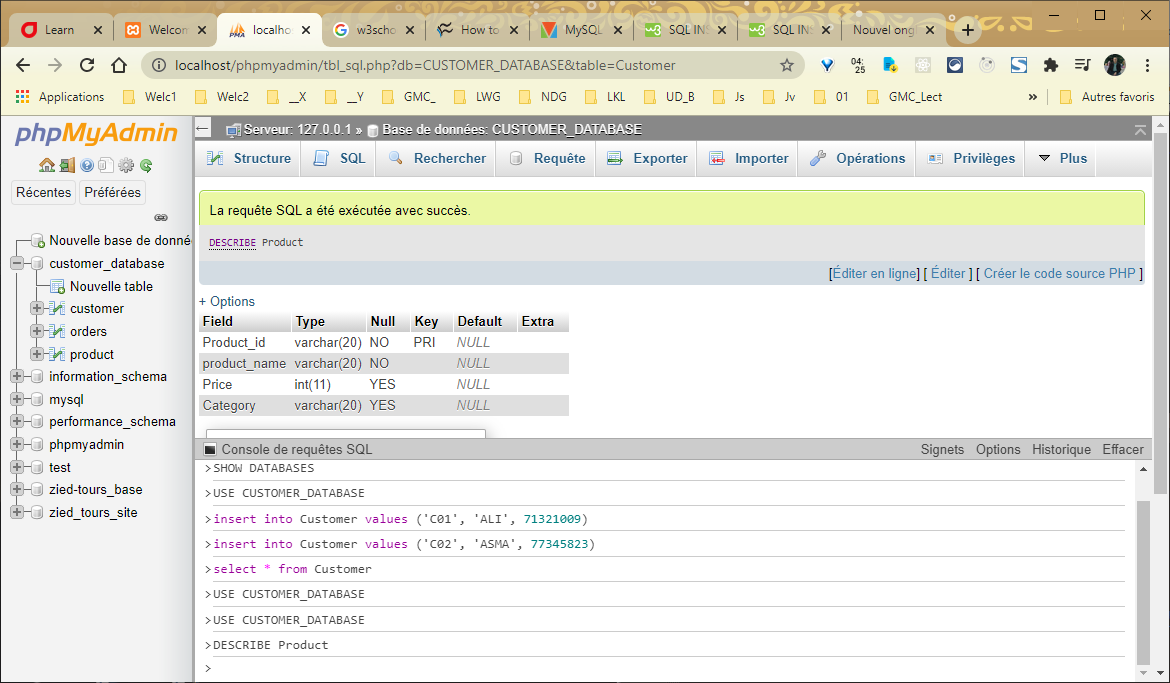 Learn Welcon localho w3scho How to MySQL SQL INS SQL INS Nouvel ong
localhost/phpmyadmin/tbl_sql.php?db=CUSTOMER_DATABASE&table=Customer
04: 25
Applications Welc1 Welc2 __X __Y GMC_ LWG NDG LKL UD_B Js Jv 01 GMC_Lect » Autres favoris
phpMyAdmin
Récentes Préférées
Nouvelle base de donné
customer_database
Nouvelle table
customer
orders
product
information_schema
mysql
performance_schema
phpmyadmin
test
zied-tours_base
zied_tours_site
Serveur: 127.0.0.1 » Base de données: CUSTOMER_DATABASE
Structure SQL Rechercher Requête Exporter Importer Opérations Privilèges Plus
La requête SQL a été exécutée avec succès.
DESCRIBE Product
[Éditer en ligne] [ Éditer ] [ Créer le code source PHP ]
+ Options
Field Type Null Key Default Extra
Product_id varchar(20) NO PRI NULL
product_name varchar(20) NO NULL
Price int(11) YES NULL
Category varchar(20) YES NULL
Console de requêtes SQL Signets Options Historique Effacer
>SHOW DATABASES
>USE CUSTOMER_DATABASE
>insert into Customer values ('C01', 'ALI', 71321009)
>insert into Customer values ('C02', 'ASMA', 77345823)
>select * from Customer
>USE CUSTOMER_DATABASE
>USE CUSTOMER_DATABASE
>DESCRIBE Product
>